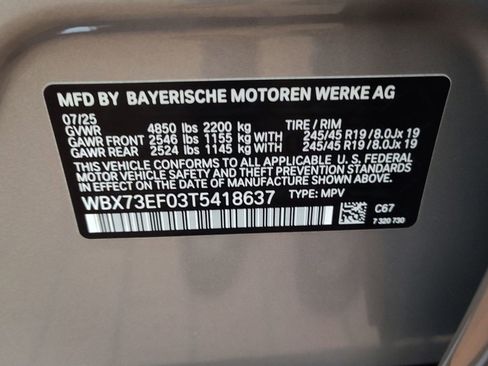 MFD BY BAYERISCHE MOTOREN WERKE AG
07/25
GVWR 4850 lbs 2200 kg TIRE / RIM
GAWR FRONT 2546 lbs 1155 kg WITH 245/45 R19 / 8.0Jx 19
GAWR REAR 2524 lbs 1145 kg WITH 245/45 R19 / 8.0Jx 19
THIS VEHICLE CONFORMS TO ALL APPLICABLE U. S. FEDERAL
MOTOR VEHICLE SAFETY AND THEFT PREVENTION STANDARDS
IN EFFECT ON THE DATE OF MANUFACTURE SHOWN ABOVE.
WBX73EF03T5418637 TYPE: MPV
C67
7 320 730